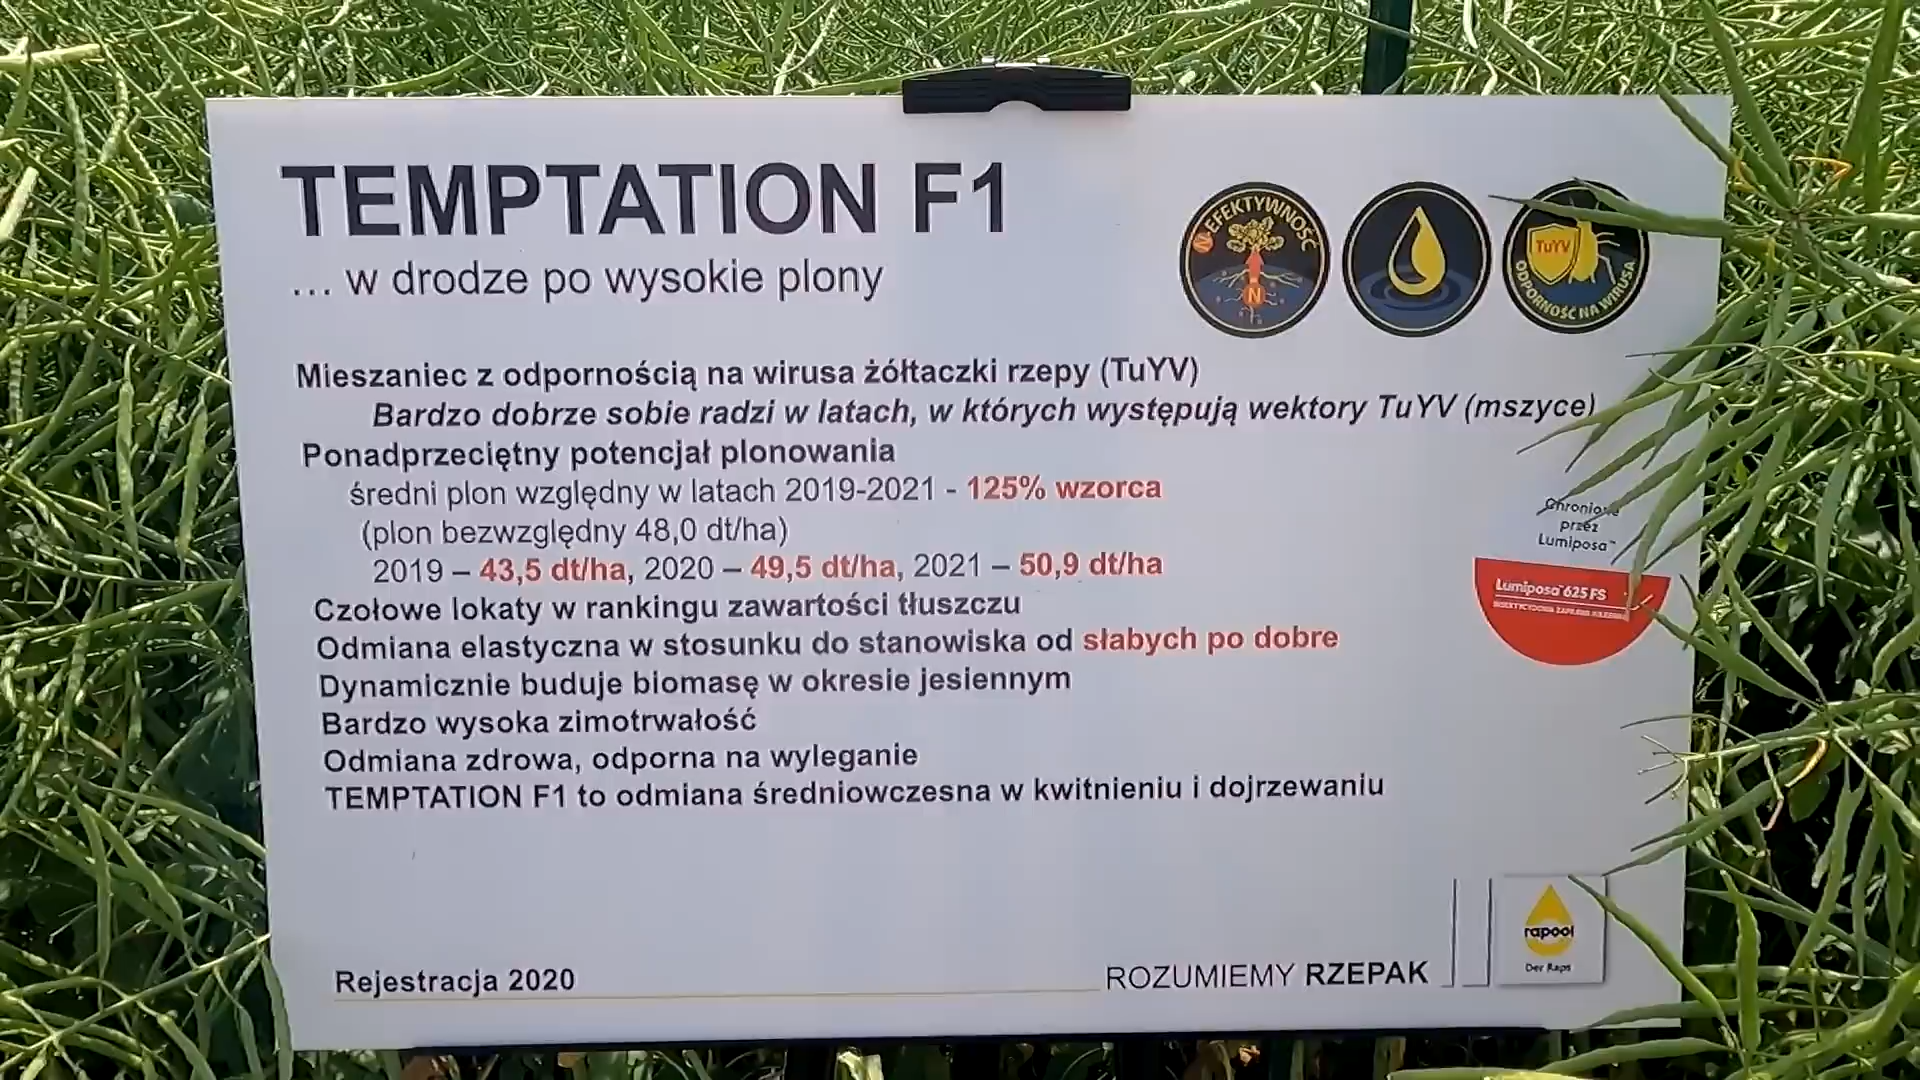 TEMPTATION F1
... w drodze po wysokie plony
N-EFEKTYWNOŚĆ
N
TuYV
ODPORNOŚĆ NA WIRUSA
Mieszaniec z odpornością na wirusa żółtaczki rzepy (TuYV)
Bardzo dobrze sobie radzi w latach, w których występują wektory TuYV (mszyce)
Ponadprzeciętny potencjał plonowania
średni plon względny w latach 2019-2021 - 125% wzorca
(plon bezwzględny 48,0 dt/ha)
2019 – 43,5 dt/ha, 2020 – 49,5 dt/ha, 2021 – 50,9 dt/ha
Czołowe lokaty w rankingu zawartości tłuszczu
Odmiana elastyczna w stosunku do stanowiska od słabych po dobre
Dynamicznie buduje biomasę w okresie jesiennym
Bardzo wysoka zimotrwałość
Odmiana zdrowa, odporna na wyleganie
TEMPTATION F1 to odmiana średniowczesna w kwitnieniu i dojrzewaniu
Chronione
przez
Lumiposa™
Lumiposa™ 625 FS
Rejestracja 2020
ROZUMIEMY RZEPAK
rapool
Der Raps